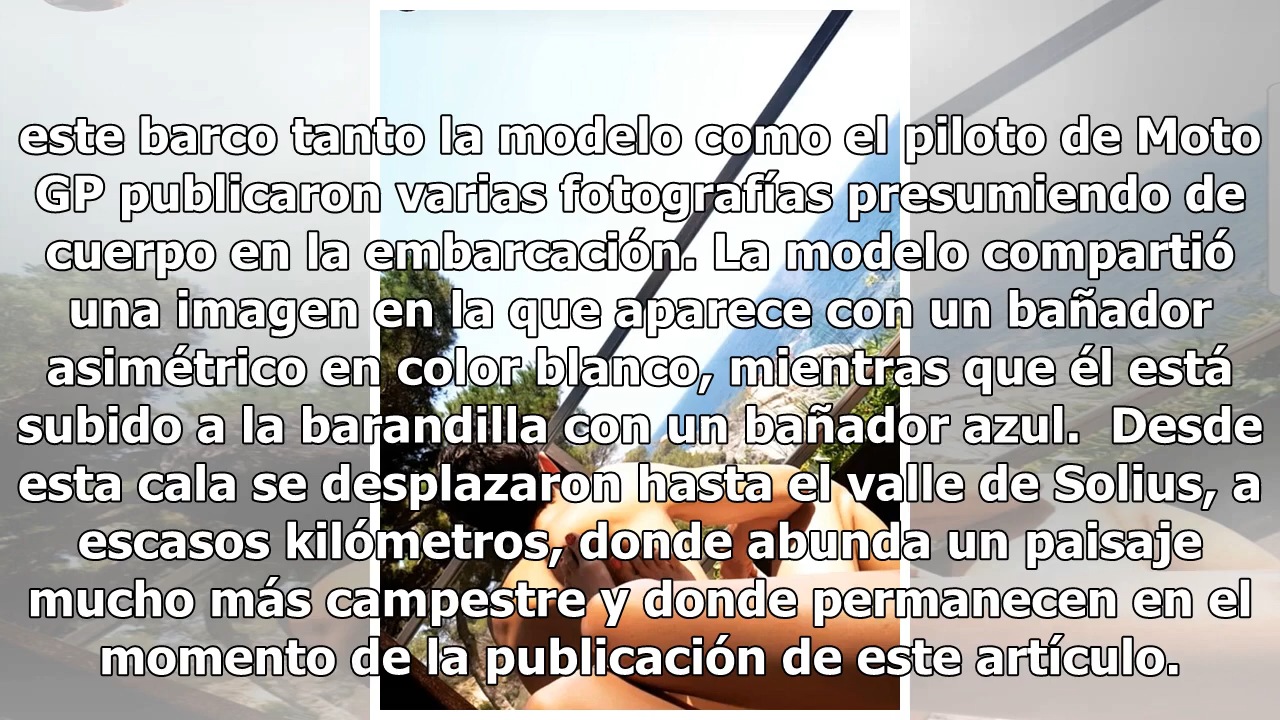 este barco tanto la modelo como el piloto de Moto
GP publicaron varias fotografías presumiendo de
cuerpo en la embarcación. La modelo compartió
una imagen en la que aparece con un bañador
asimétrico en color blanco, mientras que él está
subido a la barandilla con un bañador azul.  Desde
esta cala se desplazaron hasta el valle de Solius, a
escasos kilómetros, donde abunda un paisaje
mucho más campestre y donde permanecen en el
momento de la publicación de este artículo.